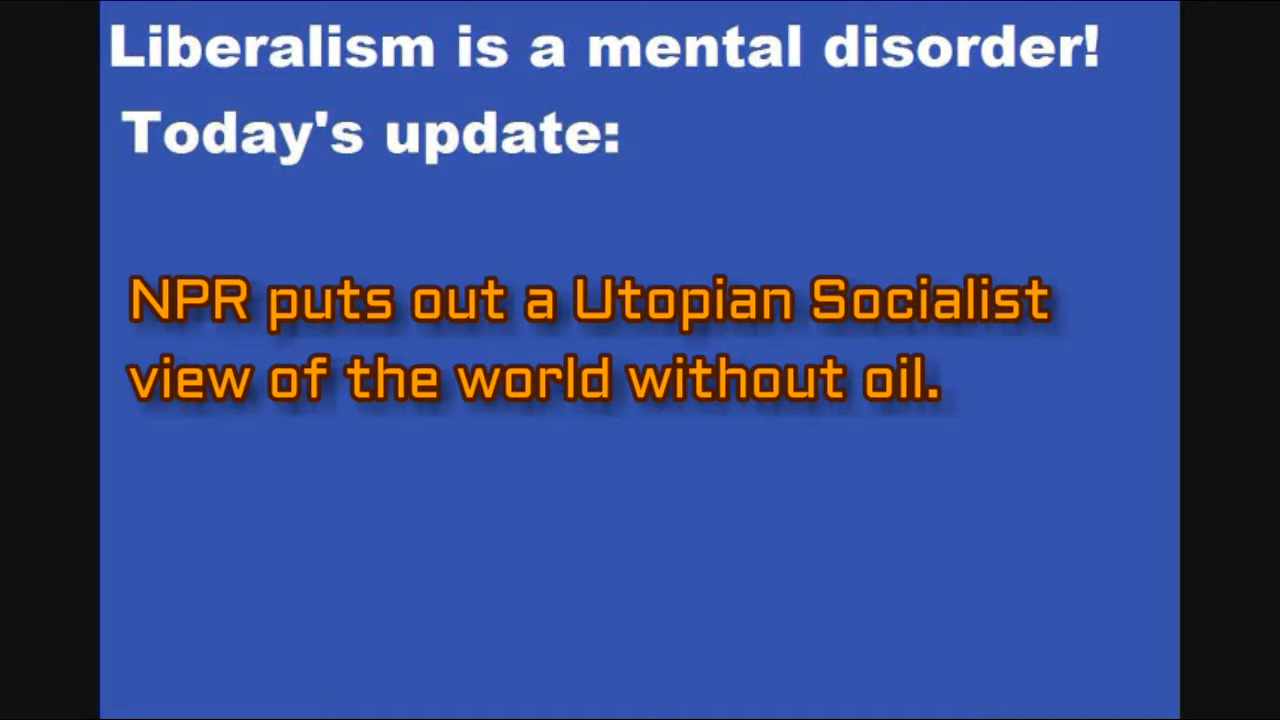 Liberalism is a mental disorder!
Today's update:
NPR puts out a Utopian Socialist
view of the world without oil.